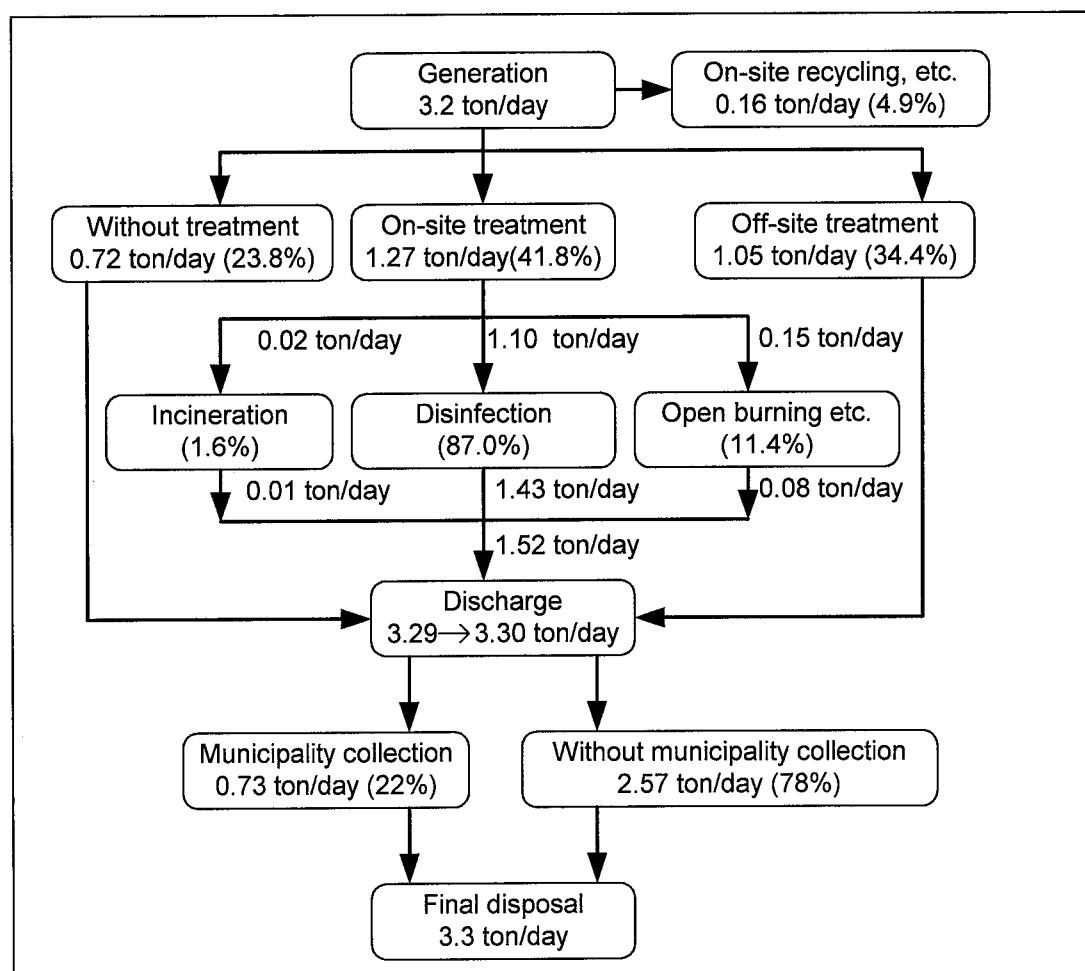 Generation
3.2 ton/day
On-site recycling, etc.
0.16 ton/day (4.9%)
Without treatment
0.72 ton/day (23.8%)
On-site treatment
1.27 ton/day(41.8%)
Off-site treatment
1.05 ton/day (34.4%)
0.02 ton/day
1.10 ton/day
0.15 ton/day
Incineration
(1.6%)
Disinfection
(87.0%)
Open burning etc.
(11.4%)
0.01 ton/day
1.43 ton/day
0.08 ton/day
1.52 ton/day
Discharge
3.29→3.30 ton/day
Municipality collection
0.73 ton/day (22%)
Without municipality collection
2.57 ton/day (78%)
Final disposal
3.3 ton/day